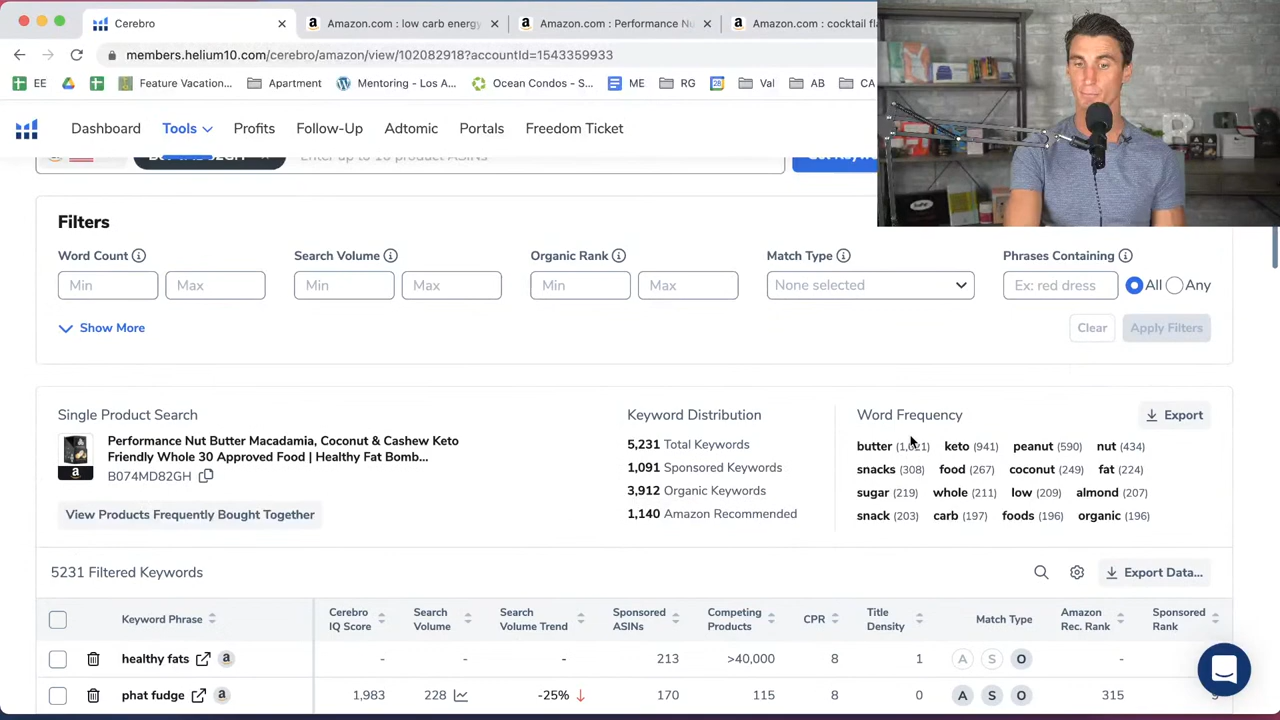 Cerebro
Amazon.com : low carb energy
Amazon.com : Performance Nu
Amazon.com : cocktail fla
members.helium10.com/cerebro/amazon/view/102082918?accountId=1543359933
EE
Feature Vacation...
Apartment
Mentoring - Los A...
Ocean Condos - S...
ME
RG
28
Val
AB
CA
Dashboard
Tools
Profits
Follow-Up
Adtomic
Portals
Freedom Ticket
Enter up to 10 product ASINs
Filters
Word Count
Search Volume
Organic Rank
Match Type
Phrases Containing
Min
Max
Min
Max
Min
Max
None selected
Ex: red dress
All
Any
Show More
Clear
Apply Filters
Single Product Search
Performance Nut Butter Macadamia, Coconut & Cashew Keto
Friendly Whole 30 Approved Food | Healthy Fat Bomb...
B074MD82GH
View Products Frequently Bought Together
Keyword Distribution
5,231 Total Keywords
1,091 Sponsored Keywords
3,912 Organic Keywords
1,140 Amazon Recommended
Word Frequency
Export
butter keto (941) peanut (590) nut (434)
snacks (308) food (267) coconut (249) fat (224)
sugar (219) whole (211) low (209) almond (207)
snack (203) carb (197) foods (196) organic (196)
5231 Filtered Keywords
Export Data...
Keyword Phrase
Cerebro
IQ Score
Search
Volume
Search
Volume Trend
Sponsored
ASINs
Competing
Products
CPR
Title
Density
Match Type
Amazon
Rec. Rank
Sponsored
Rank
healthy fats a - - - 213 >40,000 8 1 A S O -
phat fudge a 1,983 228 -25% 170 115 8 0 A S O 315